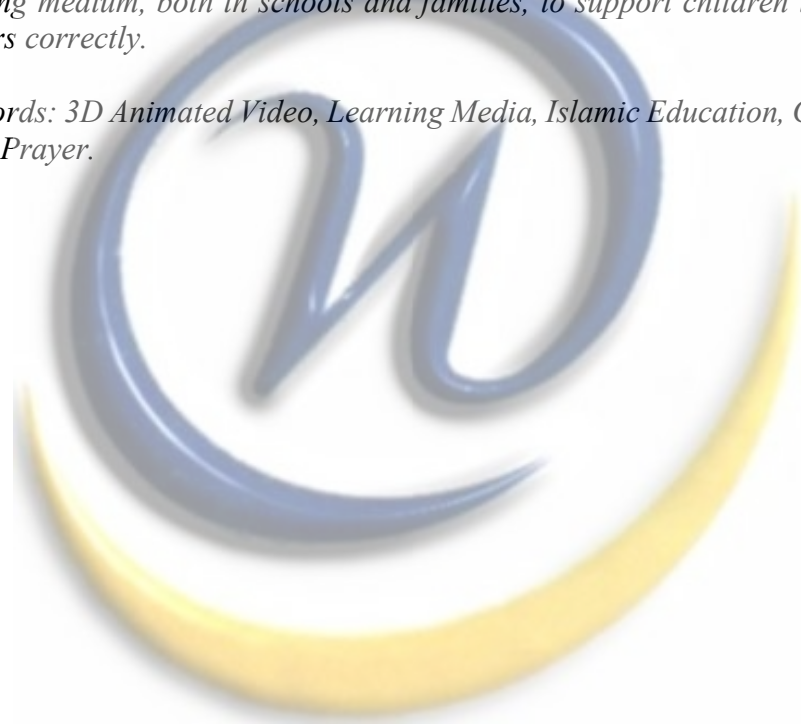 ng medium, both in schools and families, to support children
rs correctly.
ords: 3D Animated Video, Learning Media, Islamic Education,
Prayer.